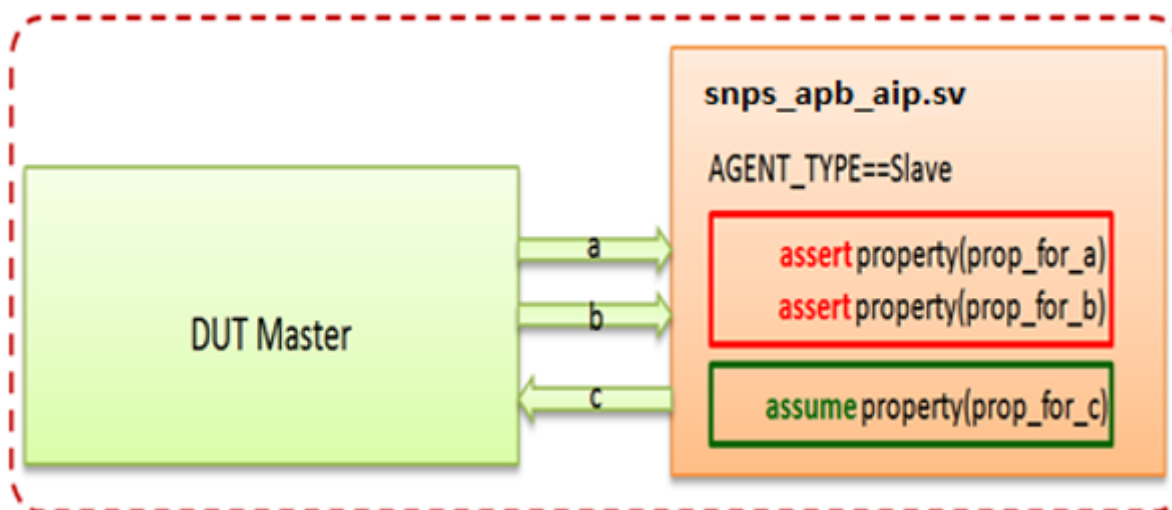 snps_apb_aip.sv
AGENT_TYPE==Slave
DUT Master
a
b
c
assert property(prop_for_a)
assert property(prop_for_b)
assume property(prop_for_c)